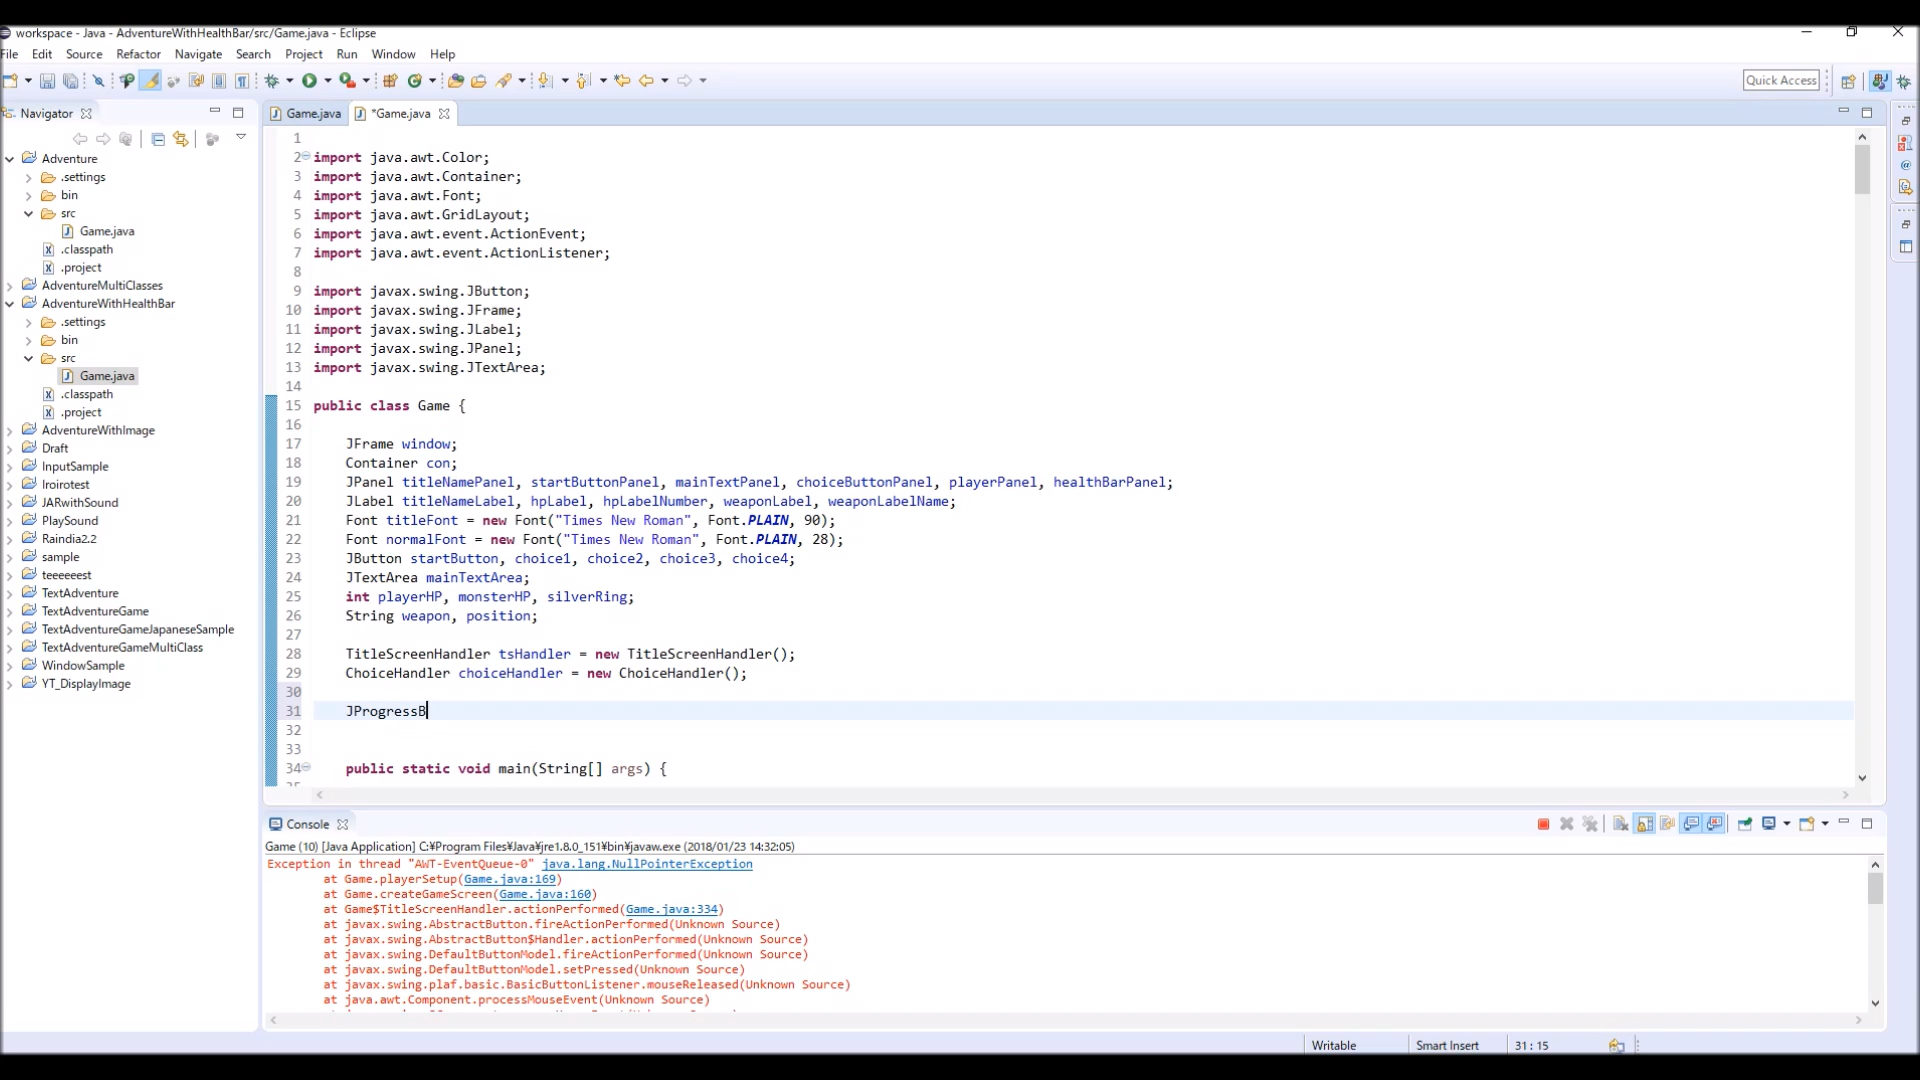 workspace - Java - AdventureWithHealthBar/src/Game.java - Eclipse
File Edit Source Refactor Navigate Search Project Run Window Help
Quick Access
Navigator
Game.java
*Game.java
Adventure
.settings
bin
src
Game.java
.classpath
.project
AdventureMultiClasses
AdventureWithHealthBar
.settings
bin
src
Game.java
.classpath
.project
AdventureWithImage
Draft
InputSample
Iroirotest
JARwithSound
PlaySound
Raindia2.2
sample
teeeeeest
TextAdventure
TextAdventureGame
TextAdventureGameJapaneseSample
TextAdventureGameMultiClass
WindowSample
YT_DisplayImage
1
2 import java.awt.Color;
3 import java.awt.Container;
4 import java.awt.Font;
5 import java.awt.GridLayout;
6 import java.awt.event.ActionEvent;
7 import java.awt.event.ActionListener;
8
9 import javax.swing.JButton;
10 import javax.swing.JFrame;
11 import javax.swing.JLabel;
12 import javax.swing.JPanel;
13 import javax.swing.JTextArea;
14
15 public class Game {
16
17 JFrame window;
18 Container con;
19 JPanel titleNamePanel, startButtonPanel, mainTextPanel, choiceButtonPanel, playerPanel, healthBarPanel;
20 JLabel titleNameLabel, hpLabel, hpLabelNumber, weaponLabel, weaponLabelName;
21 Font titleFont = new Font("Times New Roman", Font.PLAIN, 90);
22 Font normalFont = new Font("Times New Roman", Font.PLAIN, 28);
23 JButton startButton, choice1, choice2, choice3, choice4;
24 JTextArea mainTextArea;
25 int playerHP, monsterHP, silverRing;
26 String weapon, position;
27
28 TitleScreenHandler tsHandler = new TitleScreenHandler();
29 ChoiceHandler choiceHandler = new ChoiceHandler();
30
31 JProgressB
32
33
34 public static void main(String[] args) {
Console
Game (10) [Java Application] C:¥Program Files¥Java¥jre1.8.0_151¥bin¥javaw.exe (2018/01/23 14:32:05)
Exception in thread "AWT-EventQueue-0" java.lang.NullPointerException
at Game.playerSetup(Game.java:169)
at Game.createGameScreen(Game.java:160)
at Game$TitleScreenHandler.actionPerformed(Game.java:334)
at javax.swing.AbstractButton.fireActionPerformed(Unknown Source)
at javax.swing.AbstractButton$Handler.actionPerformed(Unknown Source)
at javax.swing.DefaultButtonModel.fireActionPerformed(Unknown Source)
at javax.swing.DefaultButtonModel.setPressed(Unknown Source)
at javax.swing.plaf.basic.BasicButtonListener.mouseReleased(Unknown Source)
at java.awt.Component.processMouseEvent(Unknown Source)
Writable Smart Insert 31 : 15